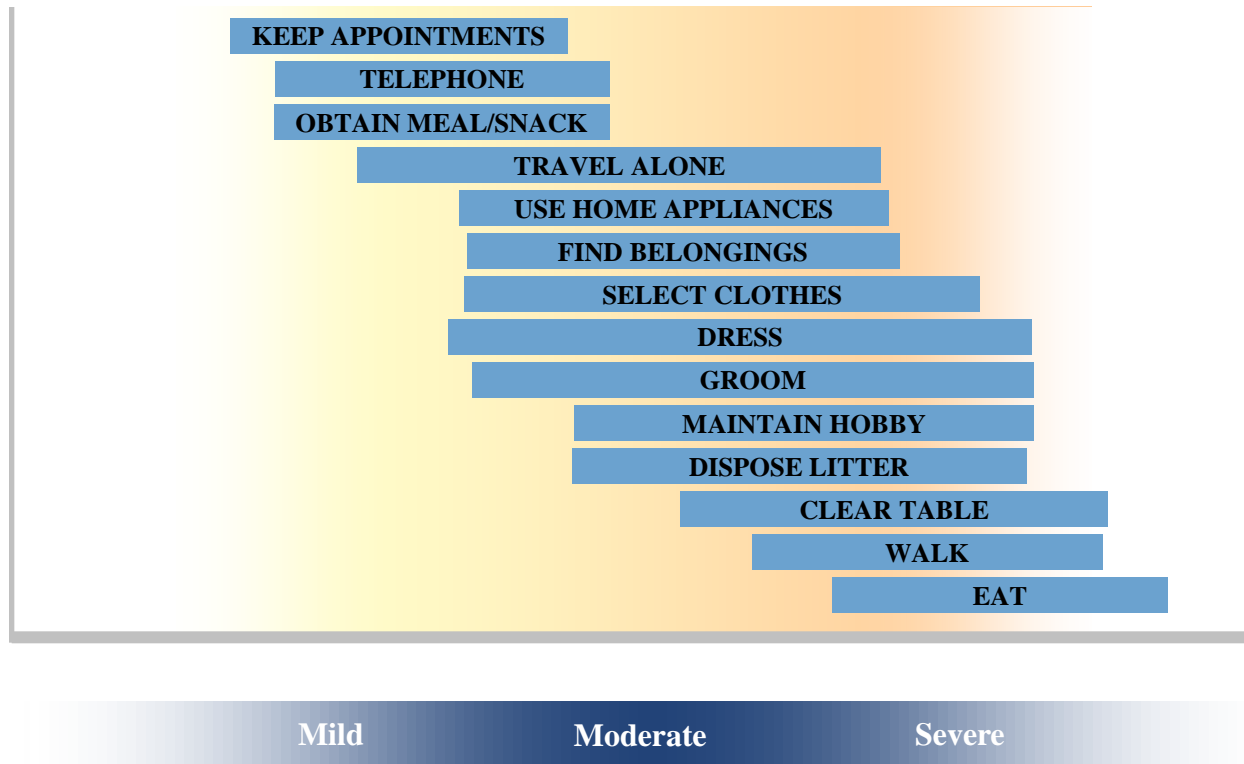 KEEP APPOINTMENTS
TELEPHONE
OBTAIN MEAL/SNACK
TRAVEL ALONE
USE HOME APPLIANCES
FIND BELONGINGS
SELECT CLOTHES
DRESS
GROOM
MAINTAIN HOBBY
DISPOSE LITTER
CLEAR TABLE
WALK
EAT
Mild Moderate Severe